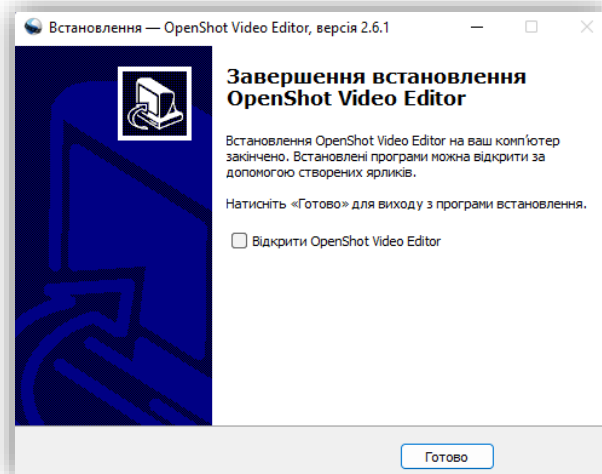 Встановлення — OpenShot Video Editor, версія 2.6.1
Завершення встановлення
OpenShot Video Editor
Встановлення OpenShot Video Editor на ваш комп'ютер
закінчено. Встановлені програми можна відкрити за
допомогою створених ярликів.
Натисніть «Готово» для виходу з програми встановлення.
Відкрити OpenShot Video Editor
Готово